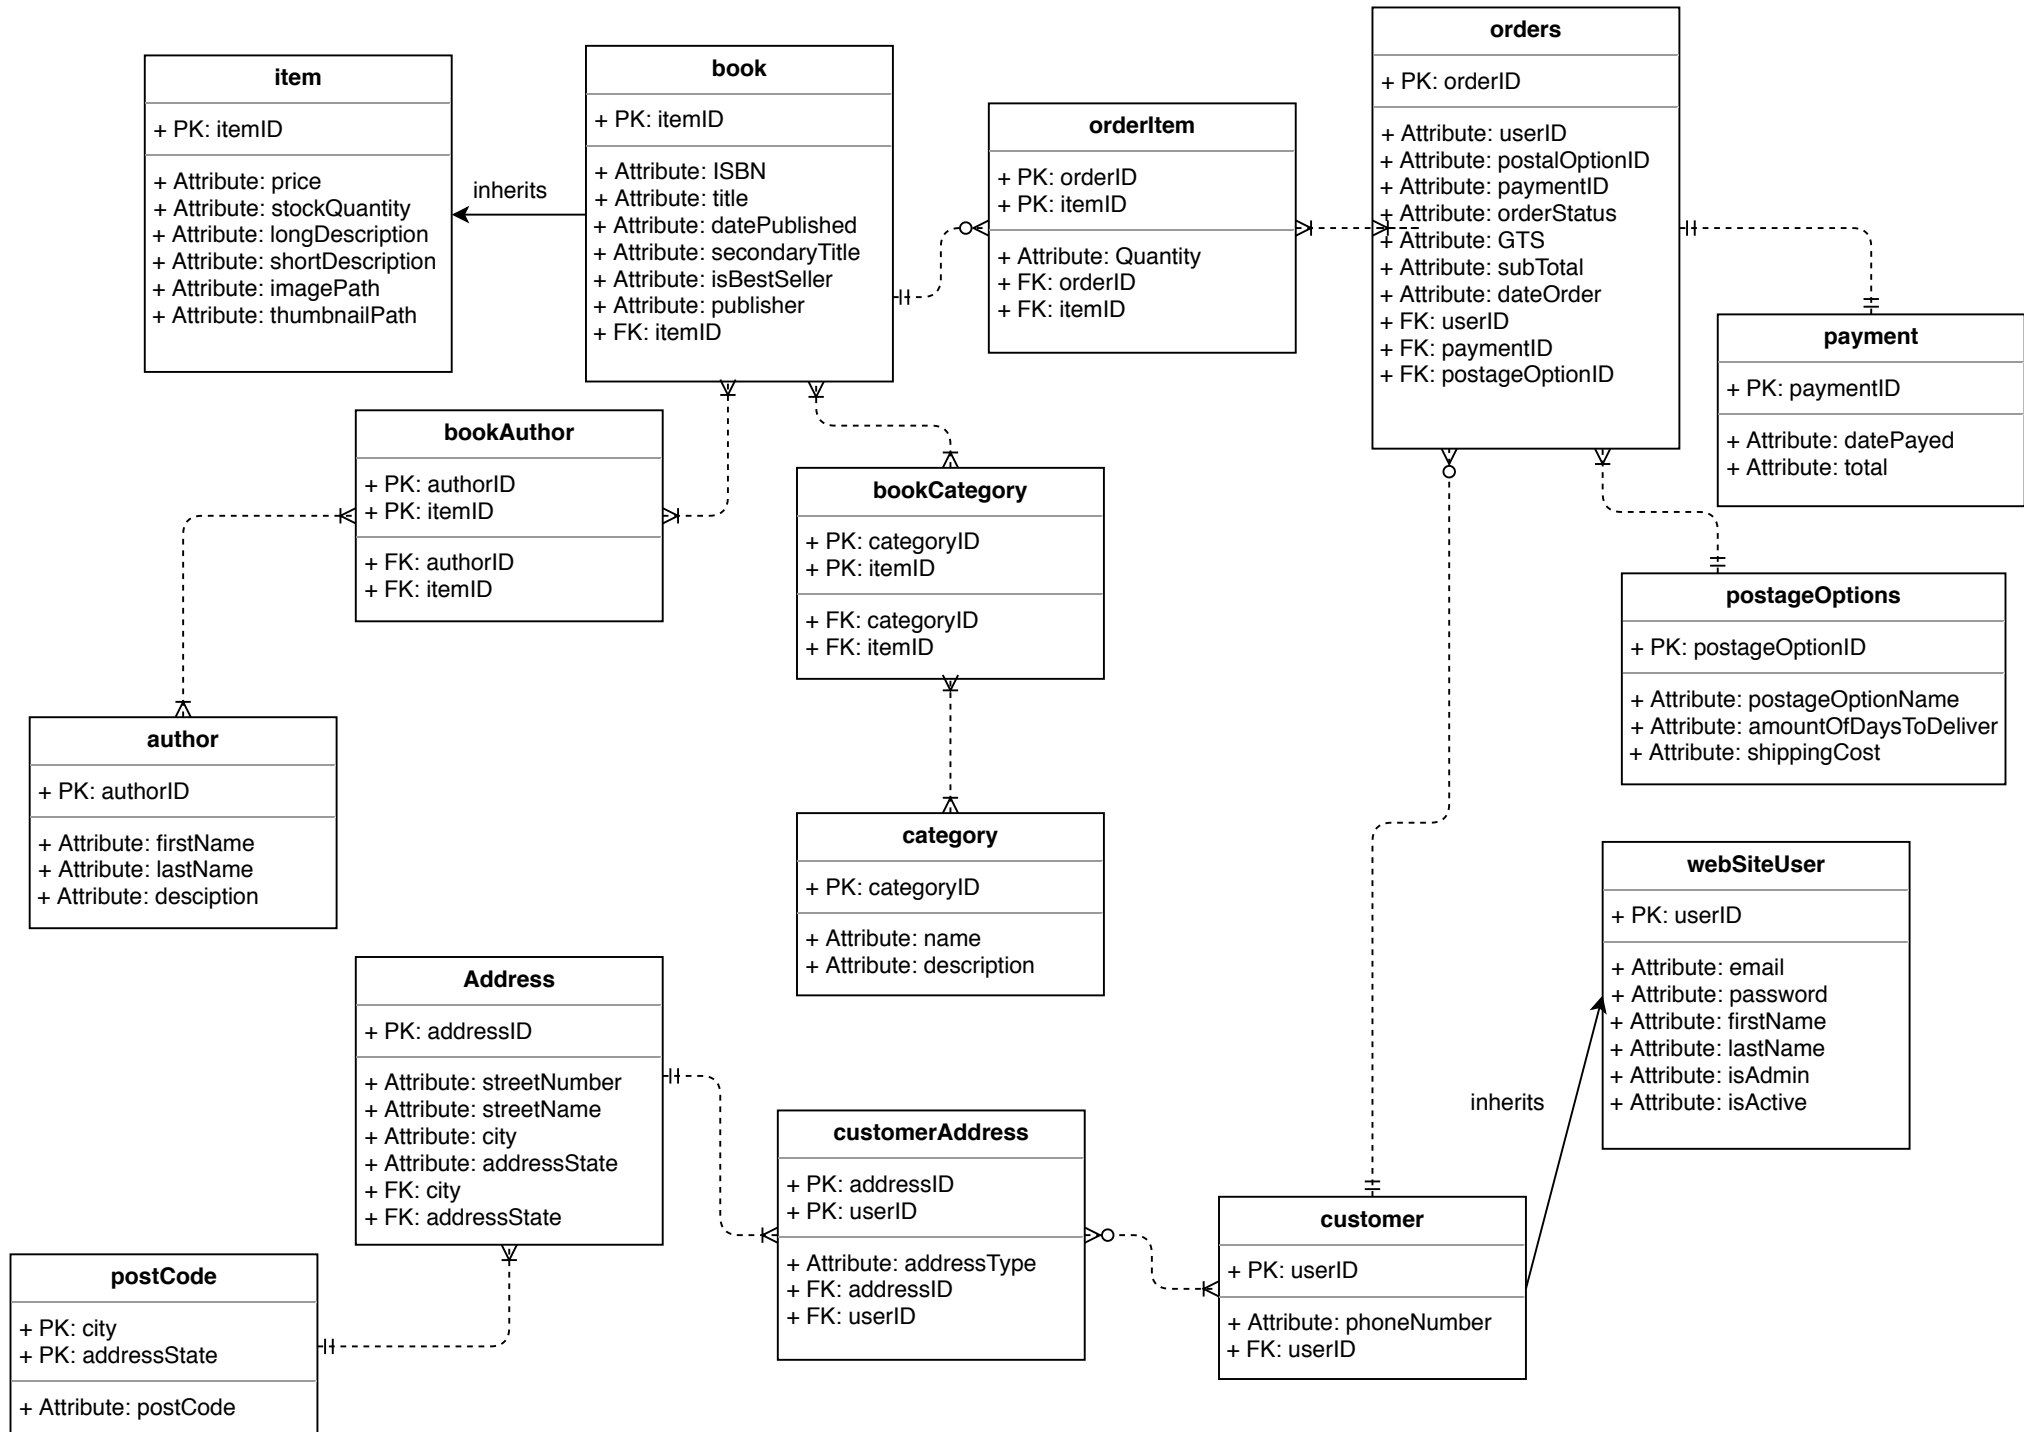 item
+ PK: itemID
+ Attribute: price
+ Attribute: stockQuantity
+ Attribute: longDescription
+ Attribute: shortDescription
+ Attribute: imagePath
+ Attribute: thumbnailPath
inherits
book
+ PK: itemID
+ Attribute: ISBN
+ Attribute: title
+ Attribute: datePublished
+ Attribute: secondaryTitle
+ Attribute: isBestSeller
+ Attribute: publisher
+ FK: itemID
orderItem
+ PK: orderID
+ PK: itemID
+ Attribute: Quantity
+ FK: orderID
+ FK: itemID
orders
+ PK: orderID
+ Attribute: userID
+ Attribute: postalOptionID
+ Attribute: paymentID
+ Attribute: orderStatus
+ Attribute: GTS
+ Attribute: subTotal
+ Attribute: dateOrder
+ FK: userID
+ FK: paymentID
+ FK: postageOptionID
payment
+ PK: paymentID
+ Attribute: datePayed
+ Attribute: total
bookAuthor
+ PK: authorID
+ PK: itemID
+ FK: authorID
+ FK: itemID
bookCategory
+ PK: categoryID
+ PK: itemID
+ FK: categoryID
+ FK: itemID
postageOptions
+ PK: postageOptionID
+ Attribute: postageOptionName
+ Attribute: amountOfDaysToDeliver
+ Attribute: shippingCost
author
+ PK: authorID
+ Attribute: firstName
+ Attribute: lastName
+ Attribute: desciption
category
+ PK: categoryID
+ Attribute: name
+ Attribute: description
webSiteUser
+ PK: userID
+ Attribute: email
+ Attribute: password
+ Attribute: firstName
+ Attribute: lastName
+ Attribute: isAdmin
+ Attribute: isActive
inherits
Address
+ PK: addressID
+ Attribute: streetNumber
+ Attribute: streetName
+ Attribute: city
+ Attribute: addressState
+ FK: city
+ FK: addressState
customerAddress
+ PK: addressID
+ PK: userID
+ Attribute: addressType
+ FK: addressID
+ FK: userID
customer
+ PK: userID
+ Attribute: phoneNumber
+ FK: userID
postCode
+ PK: city
+ PK: addressState
+ Attribute: postCode